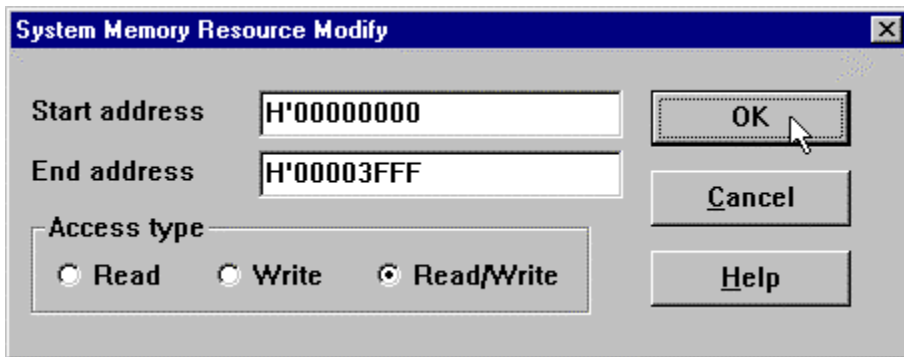 System Memory Resource Modify
Start address H'00000000
OK
End address H'00003FFF
Cancel
Access type
Read Write Read/Write
Help